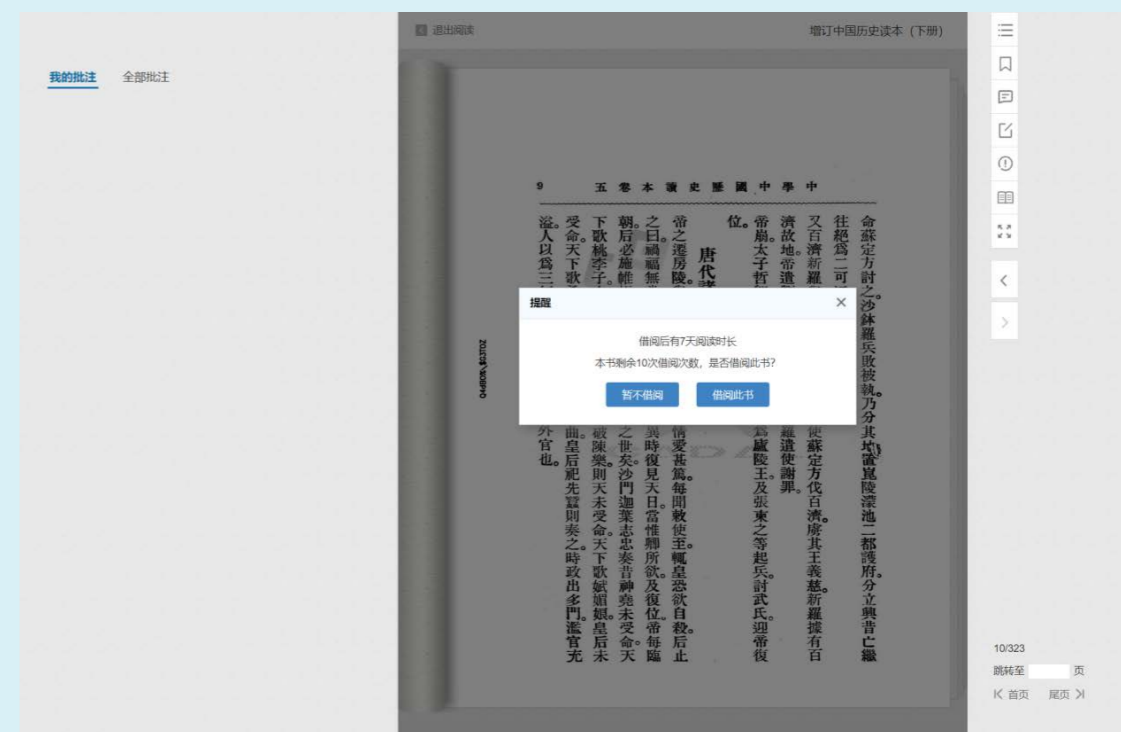 退出阅读
增订中国历史读本（下册）
我的批注
全部批注
中學中國歷史讀本卷五 9
命蘇定方討之。沙鉢羅兵敗被執。乃分其地置崑陵濛池二都護府。分立興昔亡繼
往絕爲二可
又百濟新羅 使蘇定方伐百濟。虜其王義慈。新羅據有百
濟故地。帝遣 羅遣使謝罪。
帝崩。太子哲 爲廬陵王。及張柬之等起兵。討武氏。迎帝復
位。
唐代諸
帝之遷房陵。 情愛甚篤。每聞敕使至。輒皇恐欲自殺。后止
之曰。禍福無 異時復見天日。當惟卿所欲。及復位。帝每臨
朝。后必施帷 之世矣。沙門迦葉志忠奏昔神堯未受命。天
下歌桃李子。 破陳樂。則天未受命。天下歌娬媚娘。皇后未
受命。天下歌 曲。皇后祀先蠶則奏之。時政出多門。濫官充
溢。人以爲三 外官也。
提醒
借阅后有7天阅读时长
本书剩余10次借阅次数，是否借阅此书?
暂不借阅
借阅此书
10/323
跳转至 页
首页 尾页